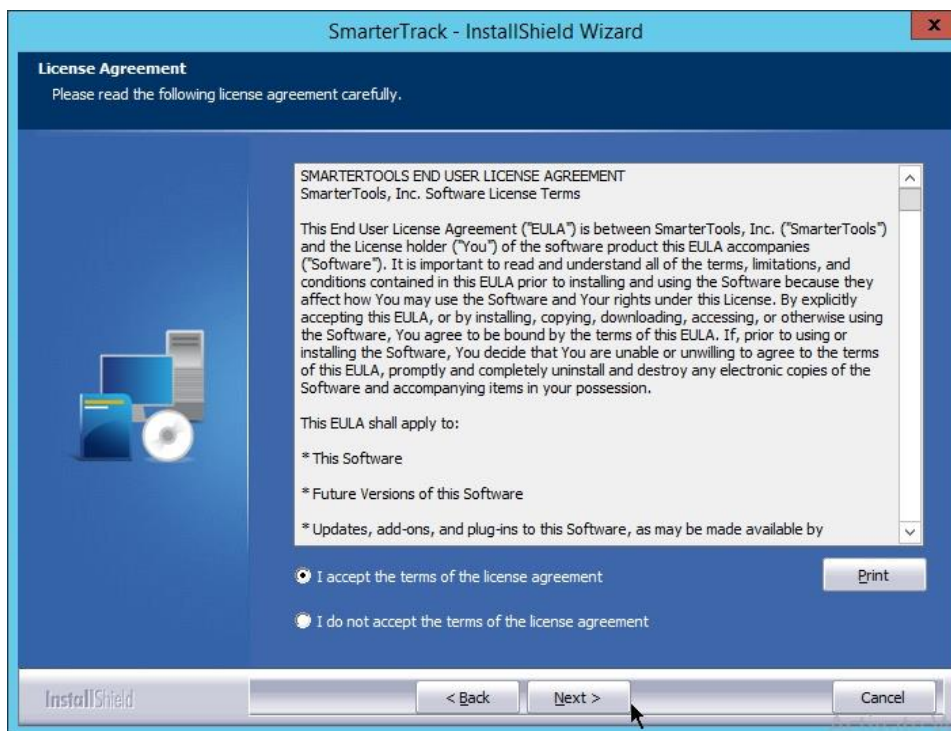 SmarterTrack - InstallShield Wizard
x
License Agreement
Please read the following license agreement carefully.
SMARTERTOOLS END USER LICENSE AGREEMENT
SmarterTools, Inc. Software License Terms
This End User License Agreement ("EULA") is between SmarterTools, Inc. ("SmarterTools")
and the License holder ("You") of the software product this EULA accompanies
("Software"). It is important to read and understand all of the terms, limitations, and
conditions contained in this EULA prior to installing and using the Software because they
affect how You may use the Software and Your rights under this License. By explicitly
accepting this EULA, or by installing, copying, downloading, accessing, or otherwise using
the Software, You agree to be bound by the terms of this EULA. If, prior to using or
installing the Software, You decide that You are unable or unwilling to agree to the terms
of this EULA, promptly and completely uninstall and destroy any electronic copies of the
Software and accompanying items in your possession.
This EULA shall apply to:
* This Software
* Future Versions of this Software
* Updates, add-ons, and plug-ins to this Software, as may be made available by
I accept the terms of the license agreement
Print
I do not accept the terms of the license agreement
InstallShield
< Back
Next >
Cancel